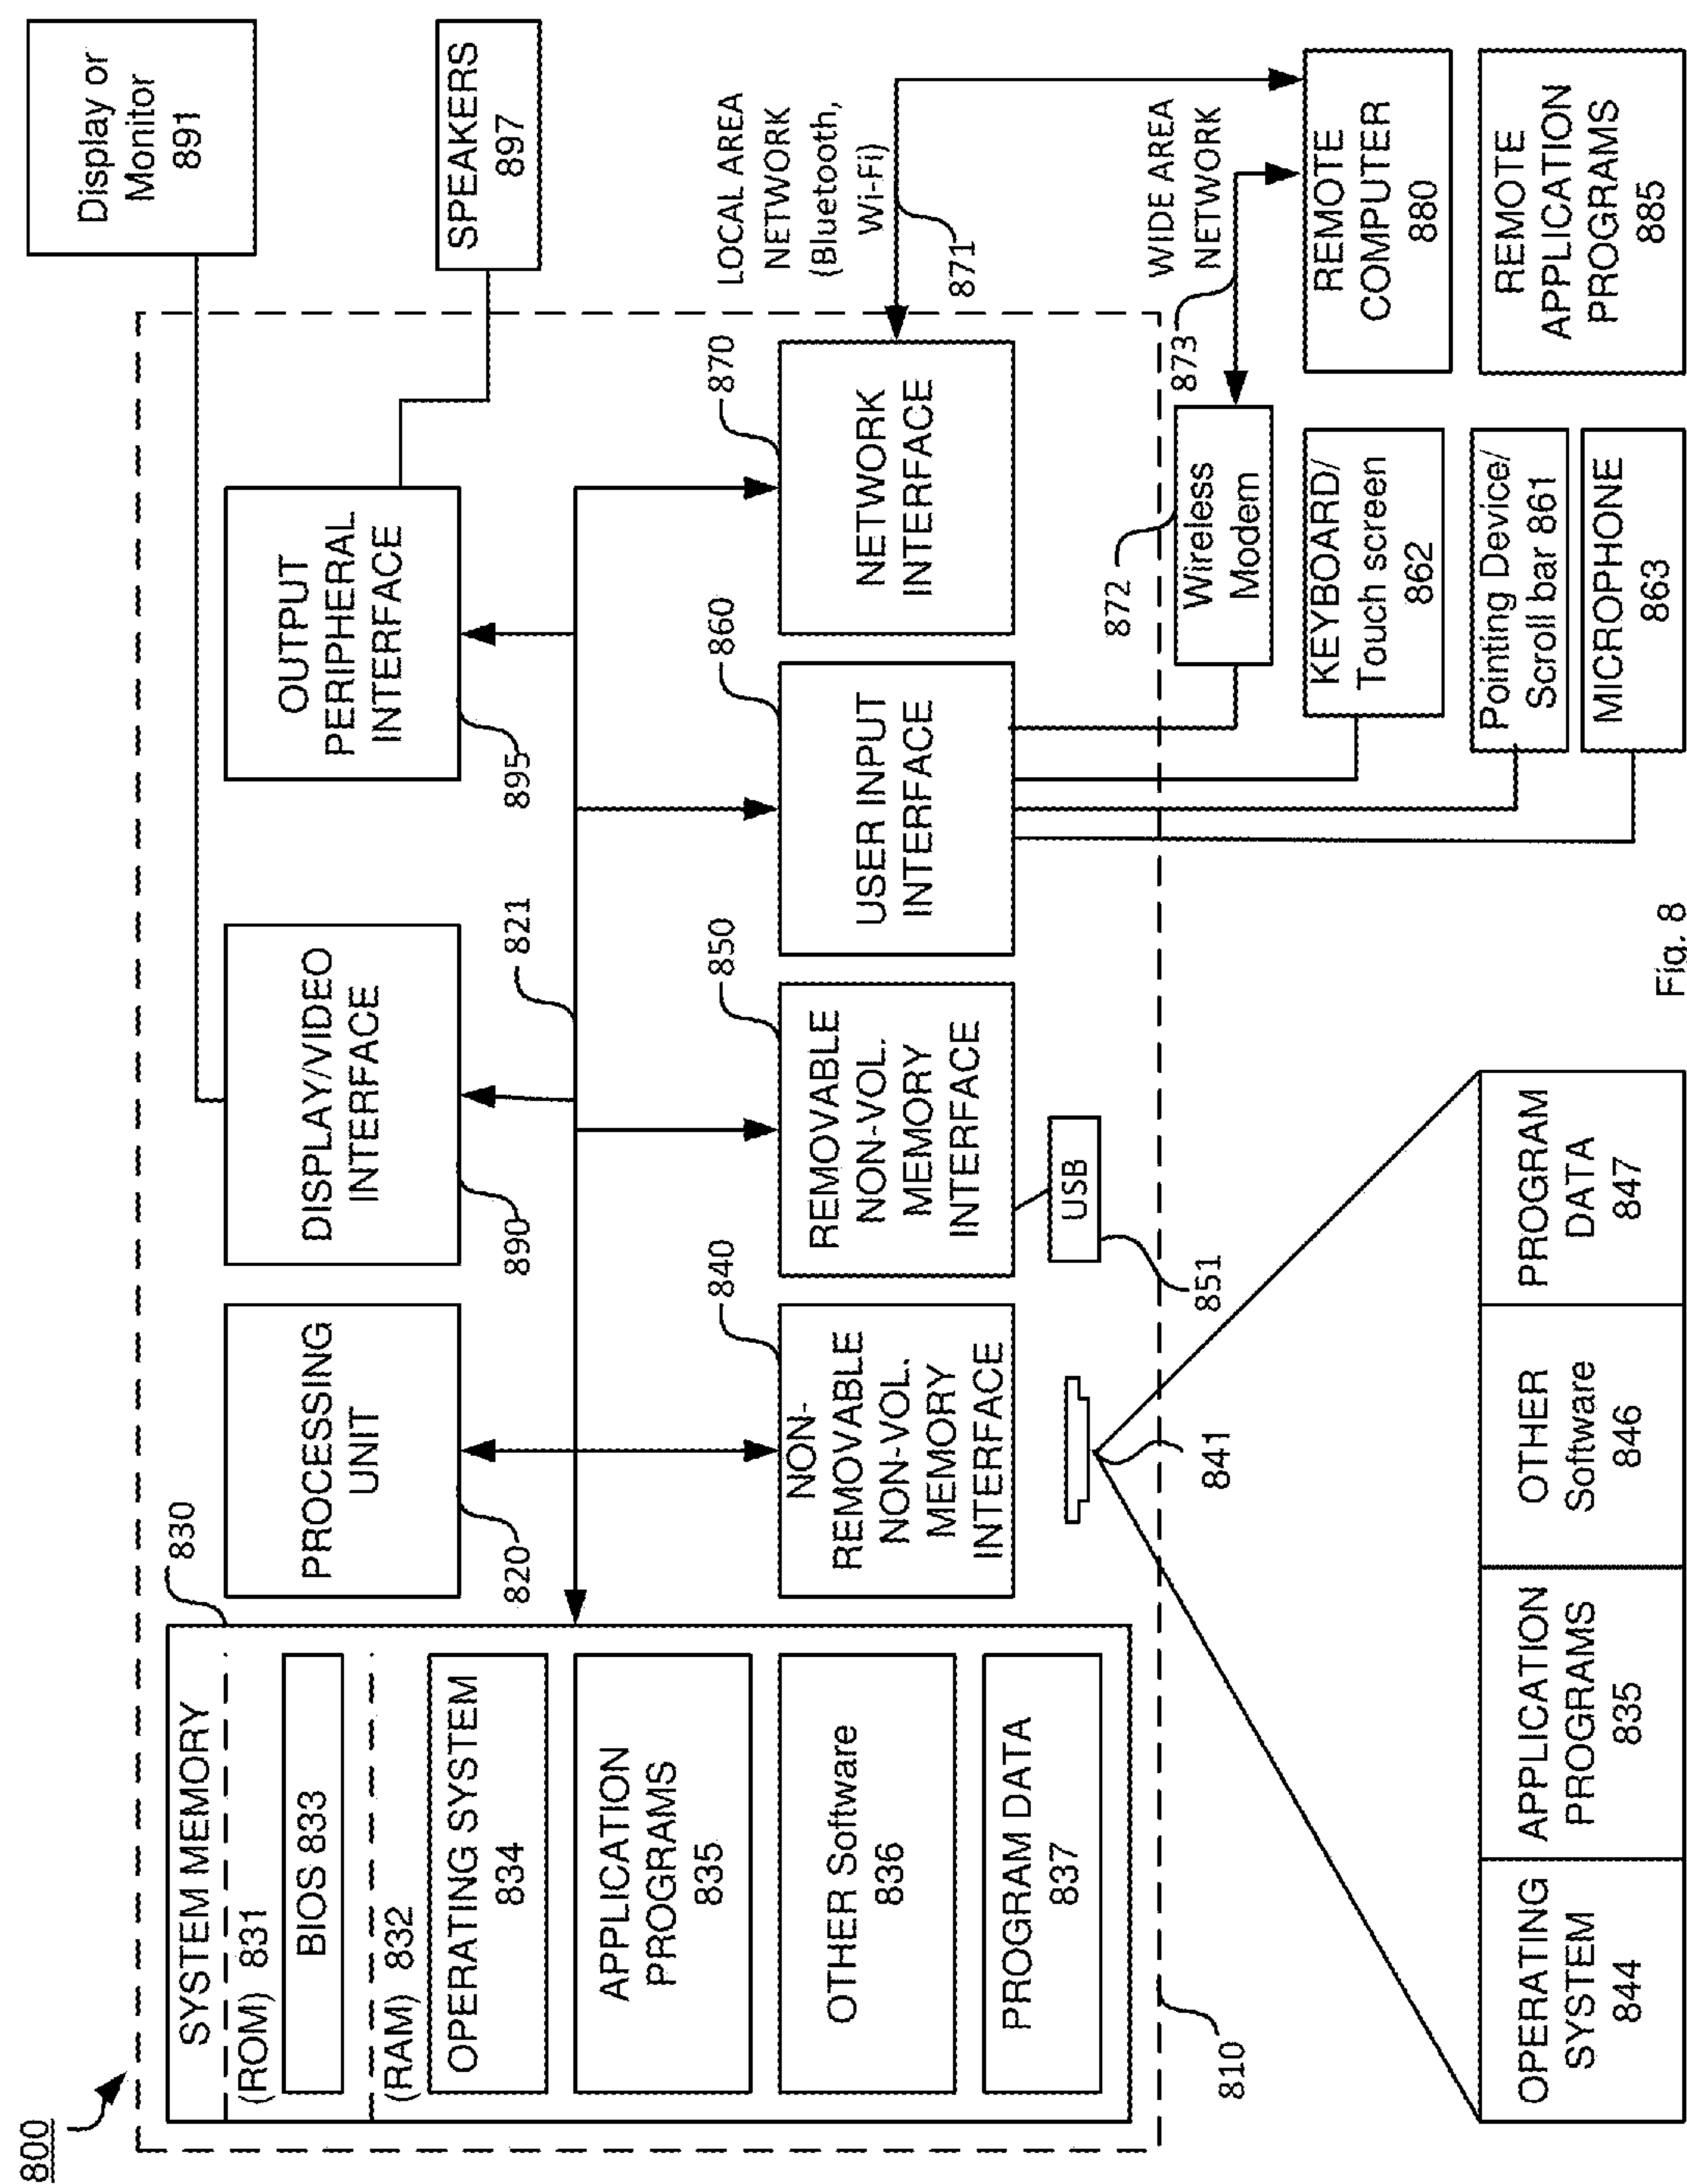 800
SYSTEM MEMORY
(ROM) 831
BIOS 833
(RAM) 832
OPERATING SYSTEM
834
APPLICATION
PROGRAMS
835
OTHER Software
836
PROGRAM DATA
837
830
810
PROCESSING
UNIT
820
DISPLAY/VIDEO
INTERFACE
890
821
OUTPUT
PERIPHERAL
INTERFACE
895
Display or
Monitor
891
SPEAKERS
897
NON-
REMOVABLE
NON-VOL.
MEMORY
INTERFACE
840
REMOVABLE
NON-VOL.
MEMORY
INTERFACE
850
USER INPUT
INTERFACE
860
NETWORK
INTERFACE
870
LOCAL AREA
NETWORK
(Bluetooth,
Wi-Fi)
871
841
USB
851
872
Wireless
Modem
873
WIDE AREA
NETWORK
KEYBOARD/
Touch screen
862
REMOTE
COMPUTER
880
Pointing Device/
Scroll bar 861
MICROPHONE
863
REMOTE
APPLICATION
PROGRAMS
885
OPERATING
SYSTEM
844
APPLICATION
PROGRAMS
835
OTHER
Software
846
PROGRAM
DATA
847
Fig. 8